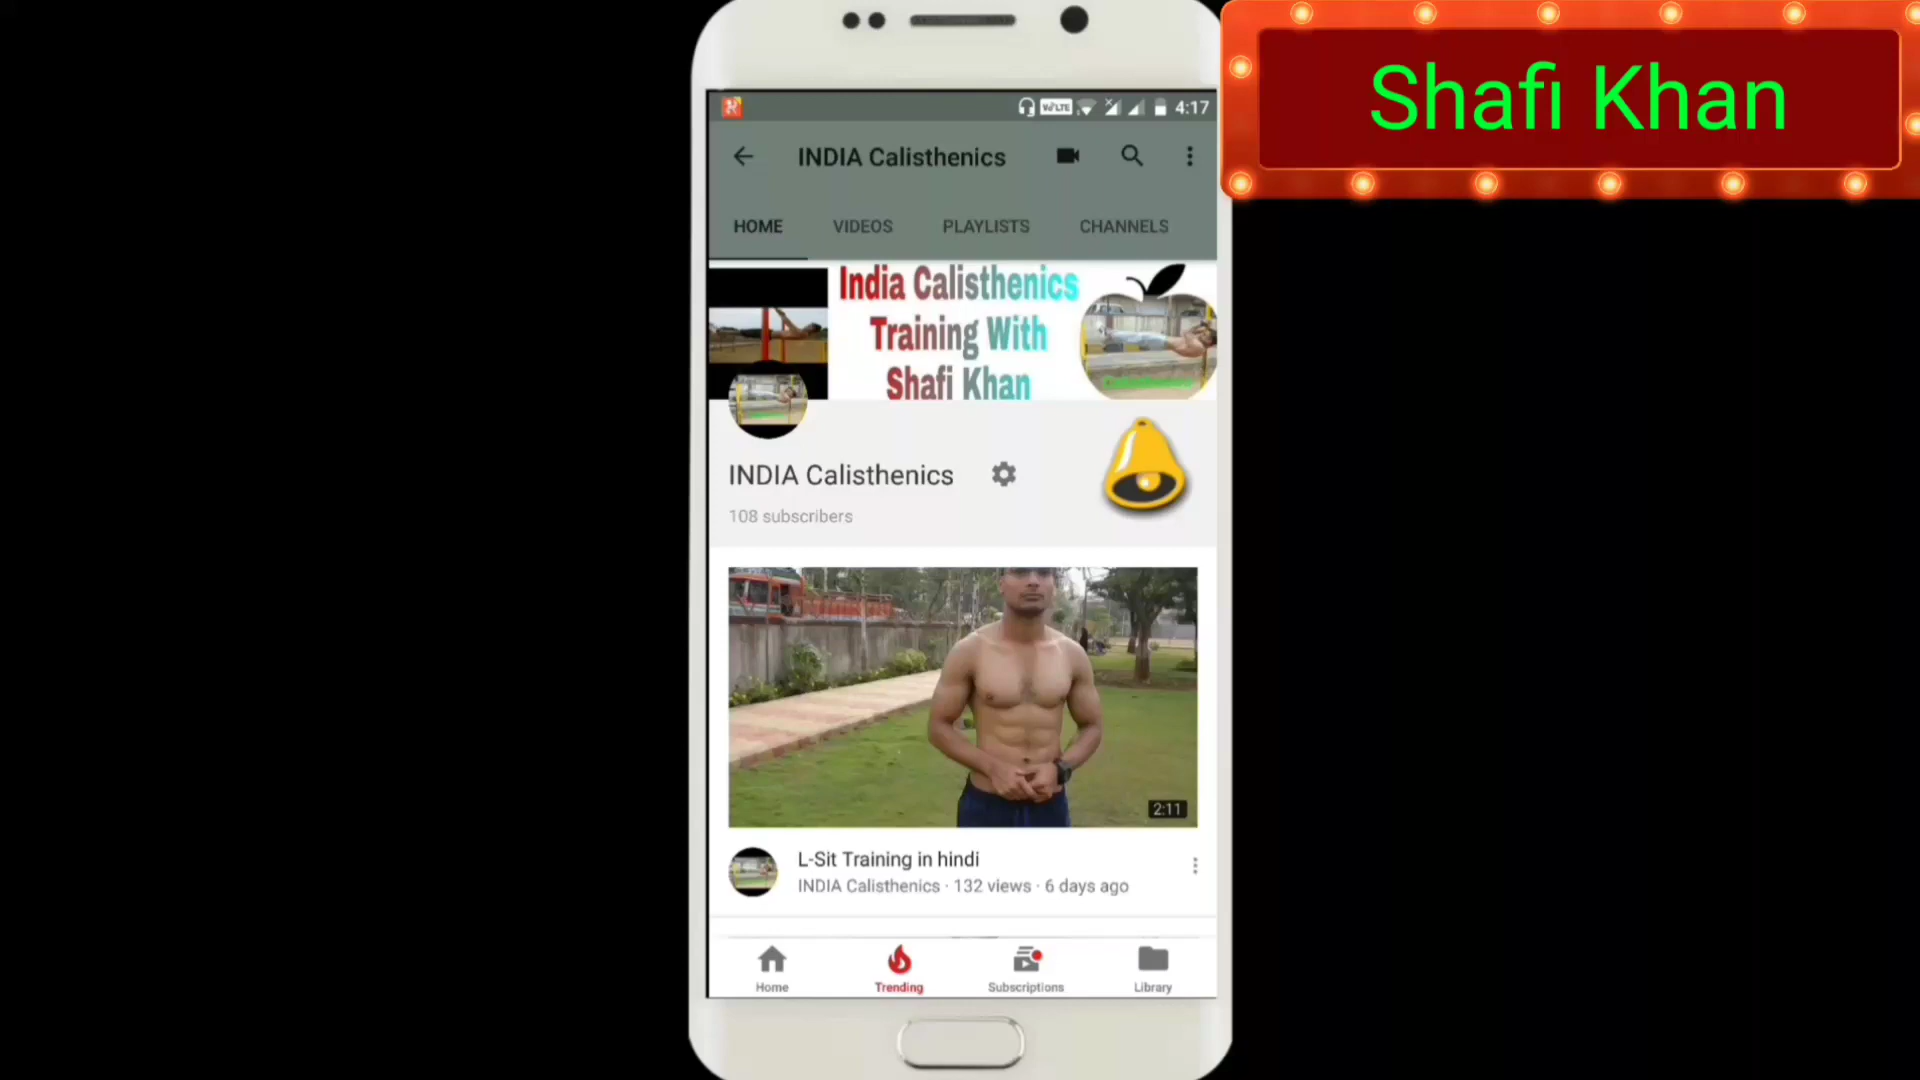 Shafi Khan
VoLTE 4:17
INDIA Calisthenics
HOME VIDEOS PLAYLISTS CHANNELS
India Calisthenics
Training With
Shafi Khan
INDIA Calisthenics
108 subscribers
2:11
L-Sit Training in hindi
INDIA Calisthenics · 132 views · 6 days ago
Home Trending Subscriptions Library